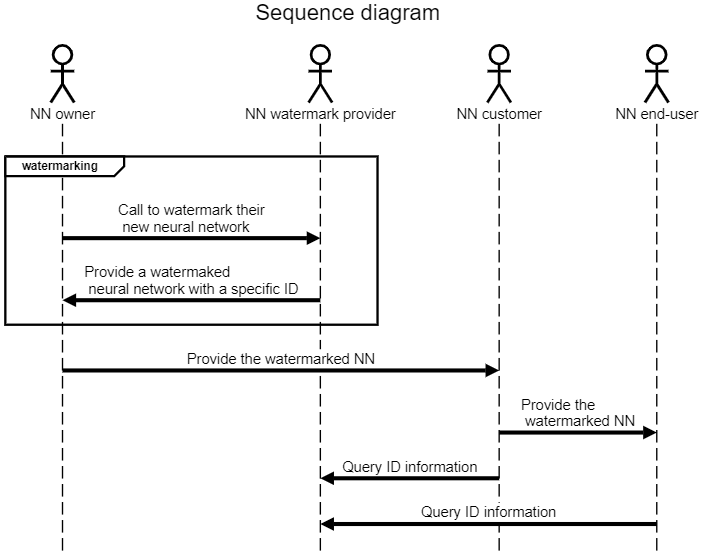 Sequence diagram
NN owner
NN watermark provider
NN customer
NN end-user
watermarking
Call to watermark their
new neural network
Provide a watermaked
neural network with a specific ID
Provide the watermarked NN
Provide the
watermarked NN
Query ID information
Query ID information